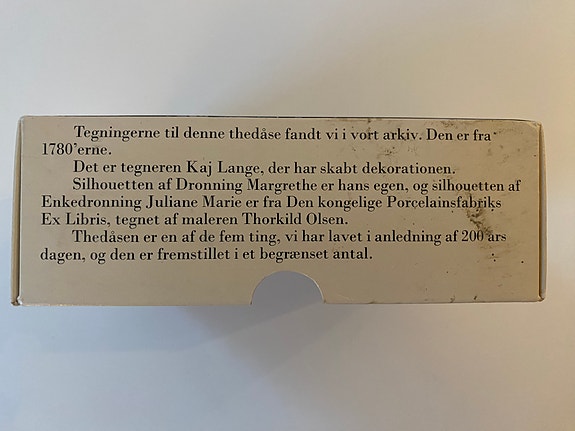 Tegningerne til denne thedåse fandt vi i vort arkiv. Den er fra
1780'erne.
Det er tegneren Kaj Lange, der har skabt dekorationen.
Silhouetten af Dronning Margrethe er hans egen, og silhouetten af
Enkedronning Juliane Marie er fra Den kongelige Porcelainsfabriks
Ex Libris, tegnet af maleren Thorkild Olsen.
Thedåsen er en af de fem ting, vi har lavet i anledning af 200 års
dagen, og den er fremstillet i et begrænset antal.